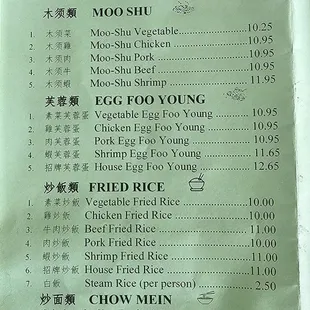 木须類 MOO SHU
1. 木须菜 Moo-Shu Vegetable.....................10.25
2. 木须雞 Moo-Shu Chicken.....................10.95
3. 木须肉 Moo-Shu Pork..........................10.95
4. 木须牛 Moo-Shu Beef..........................10.95
5. 木须蝦 Moo-Shu Shrimp.......................11.95
芙蓉類 EGG FOO YOUNG
1. 素菜芙蓉蛋 Vegetable Egg Foo Young ............10.95
2. 雞芙蓉蛋 Chicken Egg Foo Young ..............10.95
3. 肉芙蓉蛋 Pork Egg Foo Young ....................10.95
4. 蝦芙蓉蛋 Shrimp Egg Foo Young .................11.65
5. 招牌芙蓉蛋 House Egg Foo Young ...................12.65
炒飯類 FRIED RICE
1. 素菜炒飯 Vegetable Fried Rice ....................10.00
2. 雞炒飯 Chicken Fried Rice ......................10.00
3. 牛肉炒飯 Beef Fried Rice ..........................11.00
4. 肉炒飯 Pork Fried Rice ...........................10.00
5. 蝦炒飯 Shrimp Fried Rice .......................11.00
6. 招牌炒飯 House Fried Rice .........................11.00
7. 白飯 Steam Rice (per person) .................2.50
炒面類 CHOW MEIN